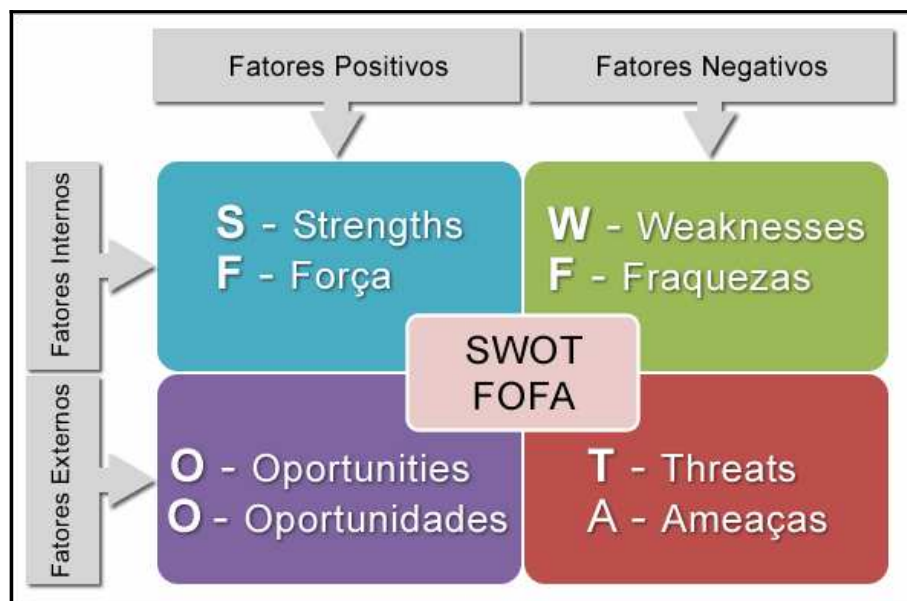 Fatores Positivos
Fatores Negativos
Fatores Internos
S - Strengths
F - Força
W - Weaknesses
F - Fraquezas
SWOT
FOFA
Fatores Externos
O - Oportunities
O - Oportunidades
T - Threats
A - Ameaças